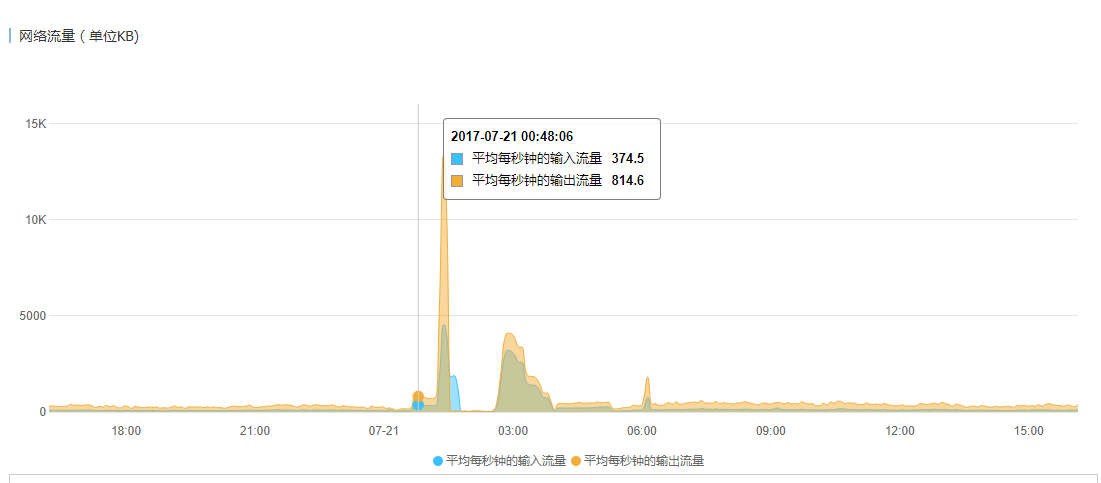 网络流量 ( 单位KB)
15K
2017-07-21 00:48:06
平均每秒钟的输入流量 374.5
平均每秒钟的输出流量 814.6
10K
5000
0
18:00 21:00 07-21 03:00 06:00 09:00 12:00 15:00
平均每秒钟的输入流量 平均每秒钟的输出流量